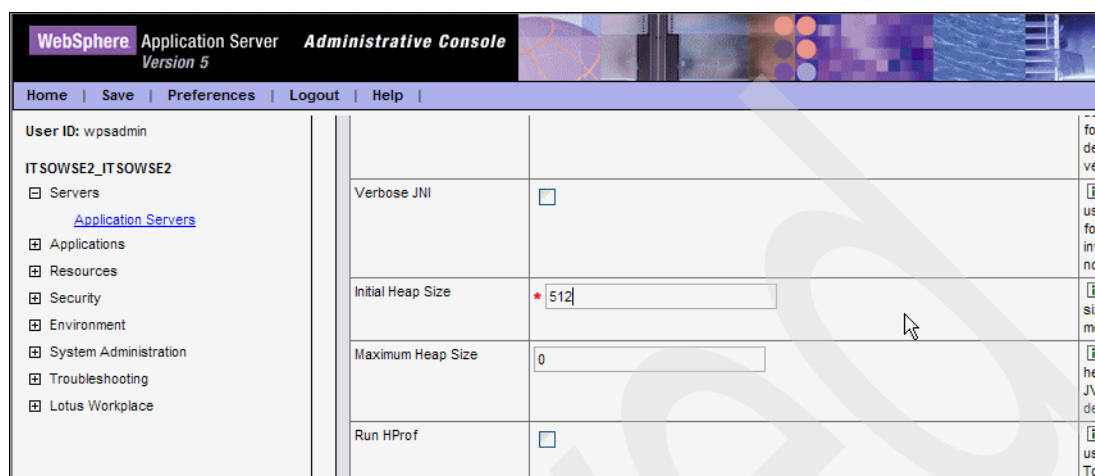 WebSphere Application Server Administrative Console
Version 5
Home | Save | Preferences | Logout | Help |
User ID: wpsadmin
ITSOWSE2_ITSOWSE2
Servers
Application Servers
Applications
Resources
Security
Environment
System Administration
Troubleshooting
Lotus Workplace
Verbose JNI
Initial Heap Size
* 512
Maximum Heap Size
0
Run HProf